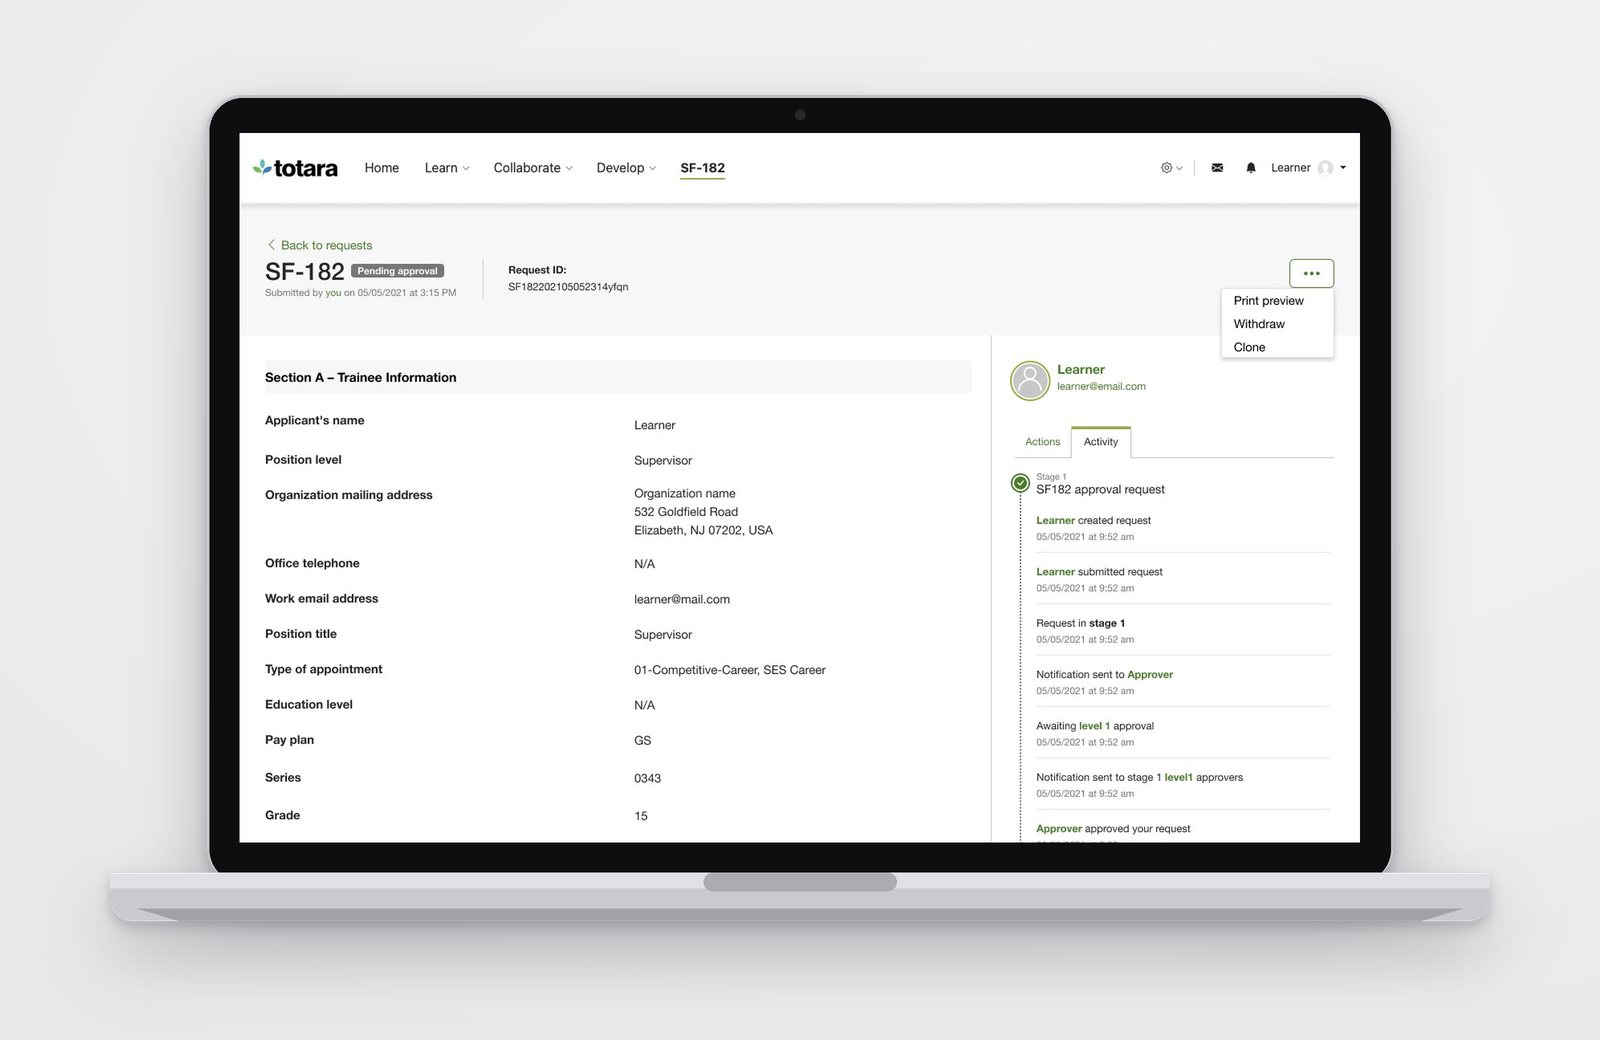 totara
Home
Learn
Collaborate
Develop
SF-182
Learner
Back to requests
SF-182 Pending approval
Submitted by you on 05/05/2021 at 3:15 PM
Request ID:
SF182202105052314yfqn
•••
Print preview
Withdraw
Clone
Section A – Trainee Information
Applicant's name
Learner
Position level
Supervisor
Organization mailing address
Organization name
532 Goldfield Road
Elizabeth, NJ 07202, USA
Office telephone
N/A
Work email address
learner@mail.com
Position title
Supervisor
Type of appointment
01-Competitive-Career, SES Career
Education level
N/A
Pay plan
GS
Series
0343
Grade
15
Learner
learner@email.com
Actions
Activity
Stage 1
SF182 approval request
Learner created request
05/05/2021 at 9:52 am
Learner submitted request
05/05/2021 at 9:52 am
Request in stage 1
05/05/2021 at 9:52 am
Notification sent to Approver
05/05/2021 at 9:52 am
Awaiting level 1 approval
05/05/2021 at 9:52 am
Notification sent to stage 1 level1 approvers
05/05/2021 at 9:52 am
Approver approved your request